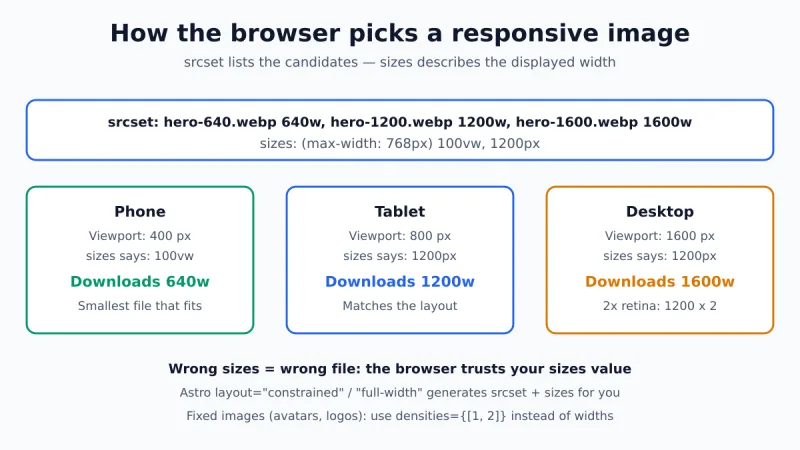 How the browser picks a responsive image
srcset lists the candidates — sizes describes the displayed width
srcset: hero-640.webp 640w, hero-1200.webp 1200w, hero-1600.webp 1600w
sizes: (max-width: 768px) 100vw, 1200px
Phone
Viewport: 400 px
sizes says: 100vw
Downloads 640w
Smallest file that fits
Tablet
Viewport: 800 px
sizes says: 1200px
Downloads 1200w
Matches the layout
Desktop
Viewport: 1600 px
sizes says: 1200px
Downloads 1600w
2x retina: 1200 x 2
Wrong sizes = wrong file: the browser trusts your sizes value
Astro layout="constrained" / "full-width" generates srcset + sizes for you
Fixed images (avatars, logos): use densities={[1, 2]} instead of widths